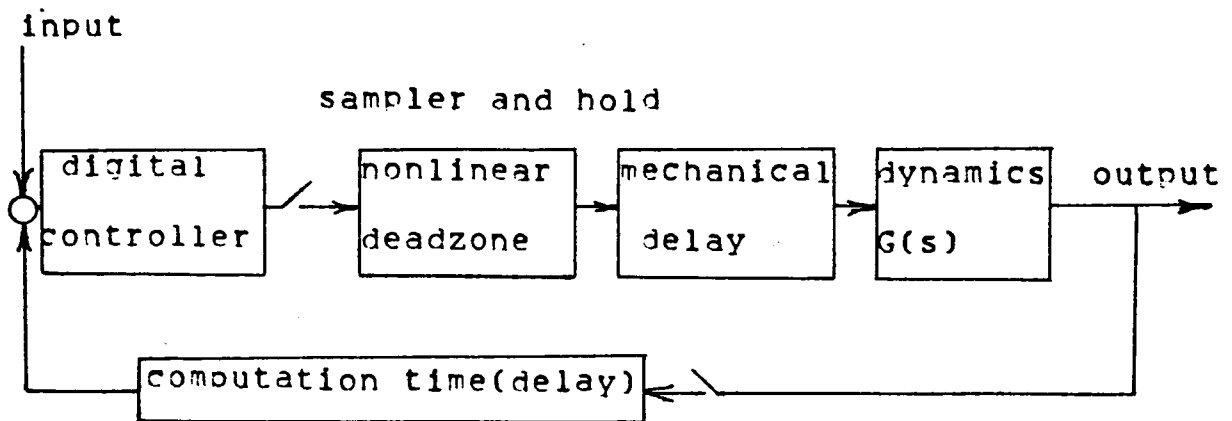 input
sampler and hold
digital
controller
nonlinear
deadzone
mechanical
delay
dynamics
G(s)
output
computation time(delay)